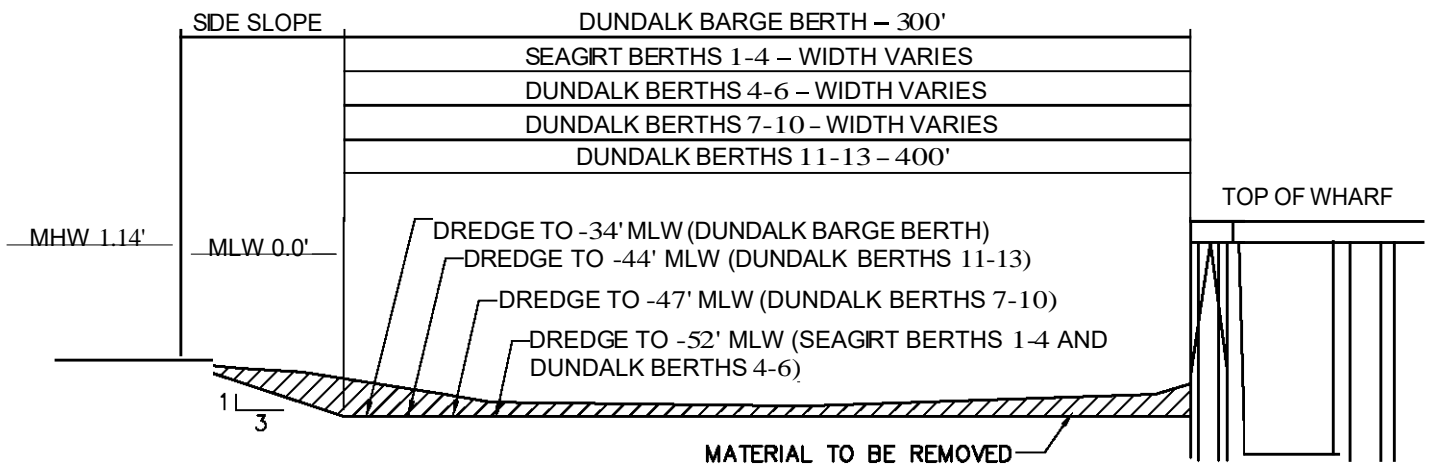 SIDE SLOPE
DUNDALK BARGE BERTH – 300'
SEAGIRT BERTHS 1-4 – WIDTH VARIES
DUNDALK BERTHS 4-6 – WIDTH VARIES
DUNDALK BERTHS 7-10 – WIDTH VARIES
DUNDALK BERTHS 11-13 – 400'
TOP OF WHARF
MHW 1.14'
MLW 0.0'
DREDGE TO -34' MLW (DUNDALK BARGE BERTH)
DREDGE TO -44' MLW (DUNDALK BERTHS 11-13)
DREDGE TO -47' MLW (DUNDALK BERTHS 7-10)
DREDGE TO -52' MLW (SEAGIRT BERTHS 1-4 AND
DUNDALK BERTHS 4-6)
1
3
MATERIAL TO BE REMOVED